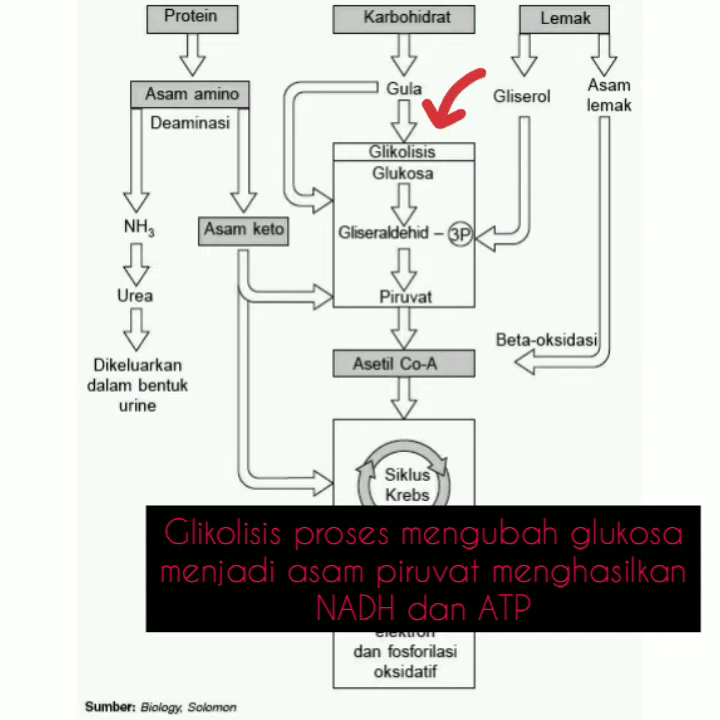 Protein
Karbohidrat
Lemak
Asam amino
Deaminasi
Gula
Gliserol
Asam
lemak
Glikolisis
Glukosa
NH₃
Asam keto
Gliseraldehid – 3P
Urea
Piruvat
Dikeluarkan
dalam bentuk
urine
Beta-oksidasi
Asetil Co-A
Siklus
Krebs
Glikolisis proses mengubah glukosa
menjadi asam piruvat menghasilkan
NADH dan ATP
elektron
dan fosforilasi
oksidatif
Sumber: Biology, Solomon